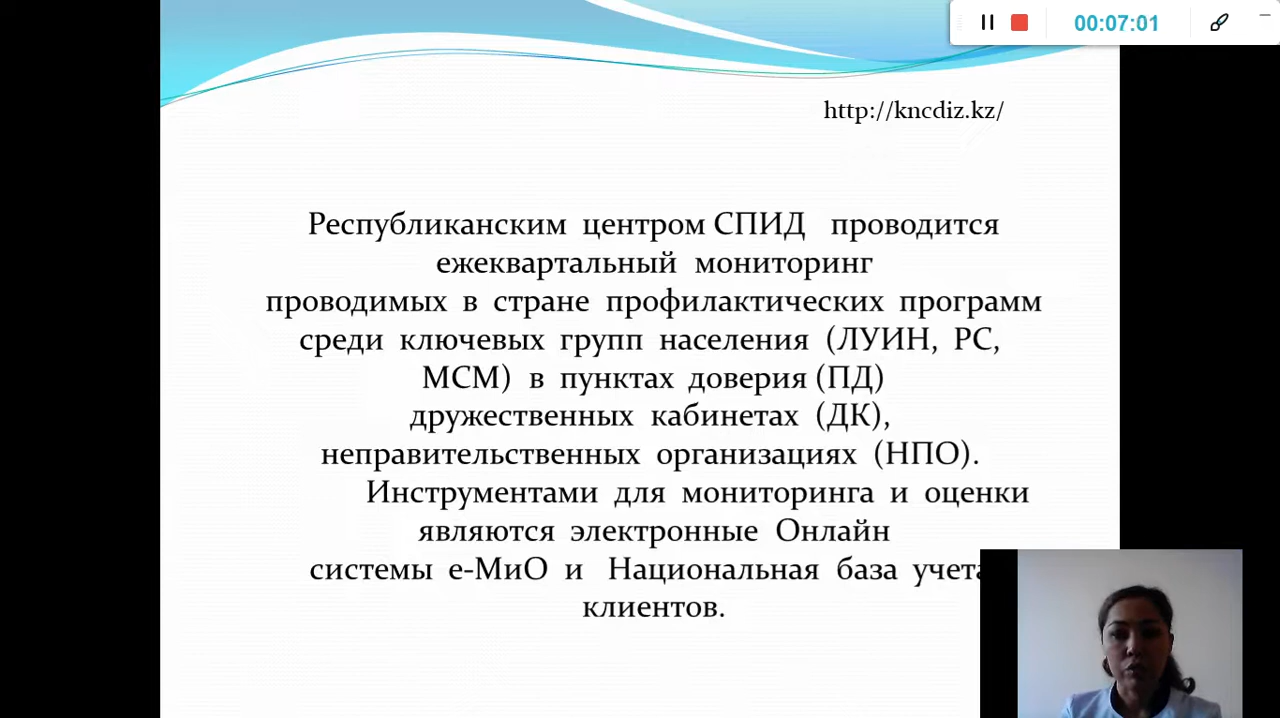 00:07:01
http://kncdiz.kz/
Республиканским центром СПИД проводится
ежеквартальный мониторинг
проводимых в стране профилактических программ
среди ключевых групп населения (ЛУИН, РС,
МСМ) в пунктах доверия (ПД)
дружественных кабинетах (ДК),
неправительственных организациях (НПО).
Инструментами для мониторинга и оценки
являются электронные Онлайн
системы е-МиО и Национальная база учета
клиентов.